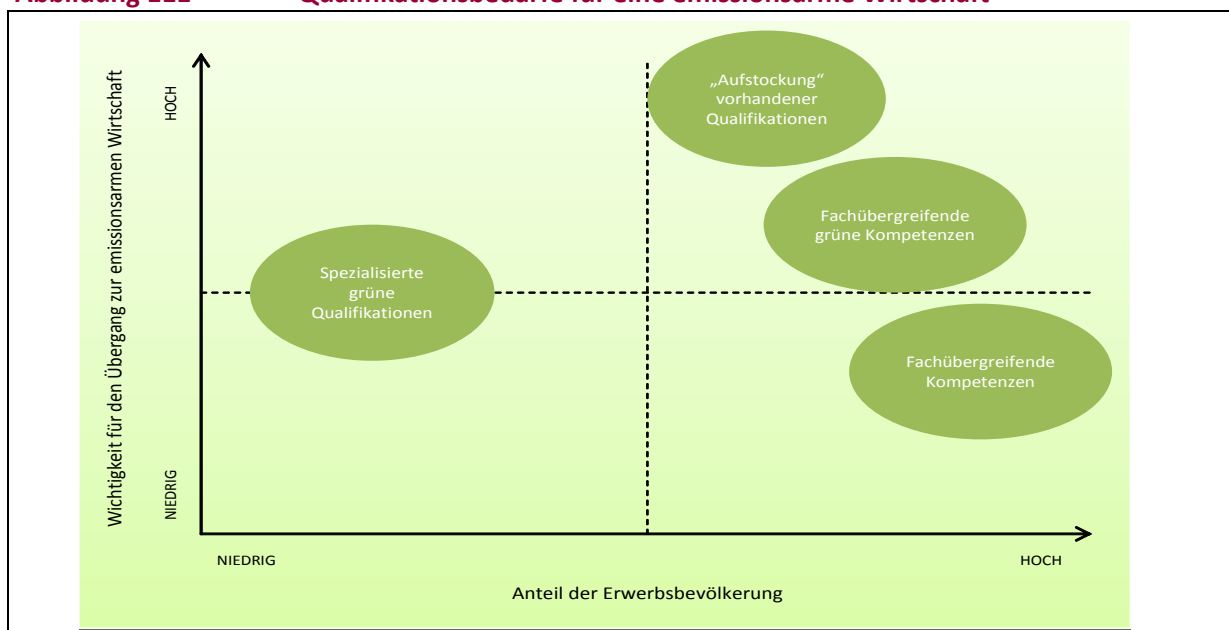 Abbildung Qualifikationsbedarfe für eine emissionsarme Wirtschaft
Wichtigkeit für den Übergang zur emissionsarmen Wirtschaft
HOCH
NIEDRIG
„Aufstockung“
vorhandener
Qualifikationen
Fachübergreifende
grüne Kompetenzen
Spezialisierte
grüne
Qualifikationen
Fachübergreifende
Kompetenzen
NIEDRIG
HOCH
Anteil der Erwerbsbevölkerung